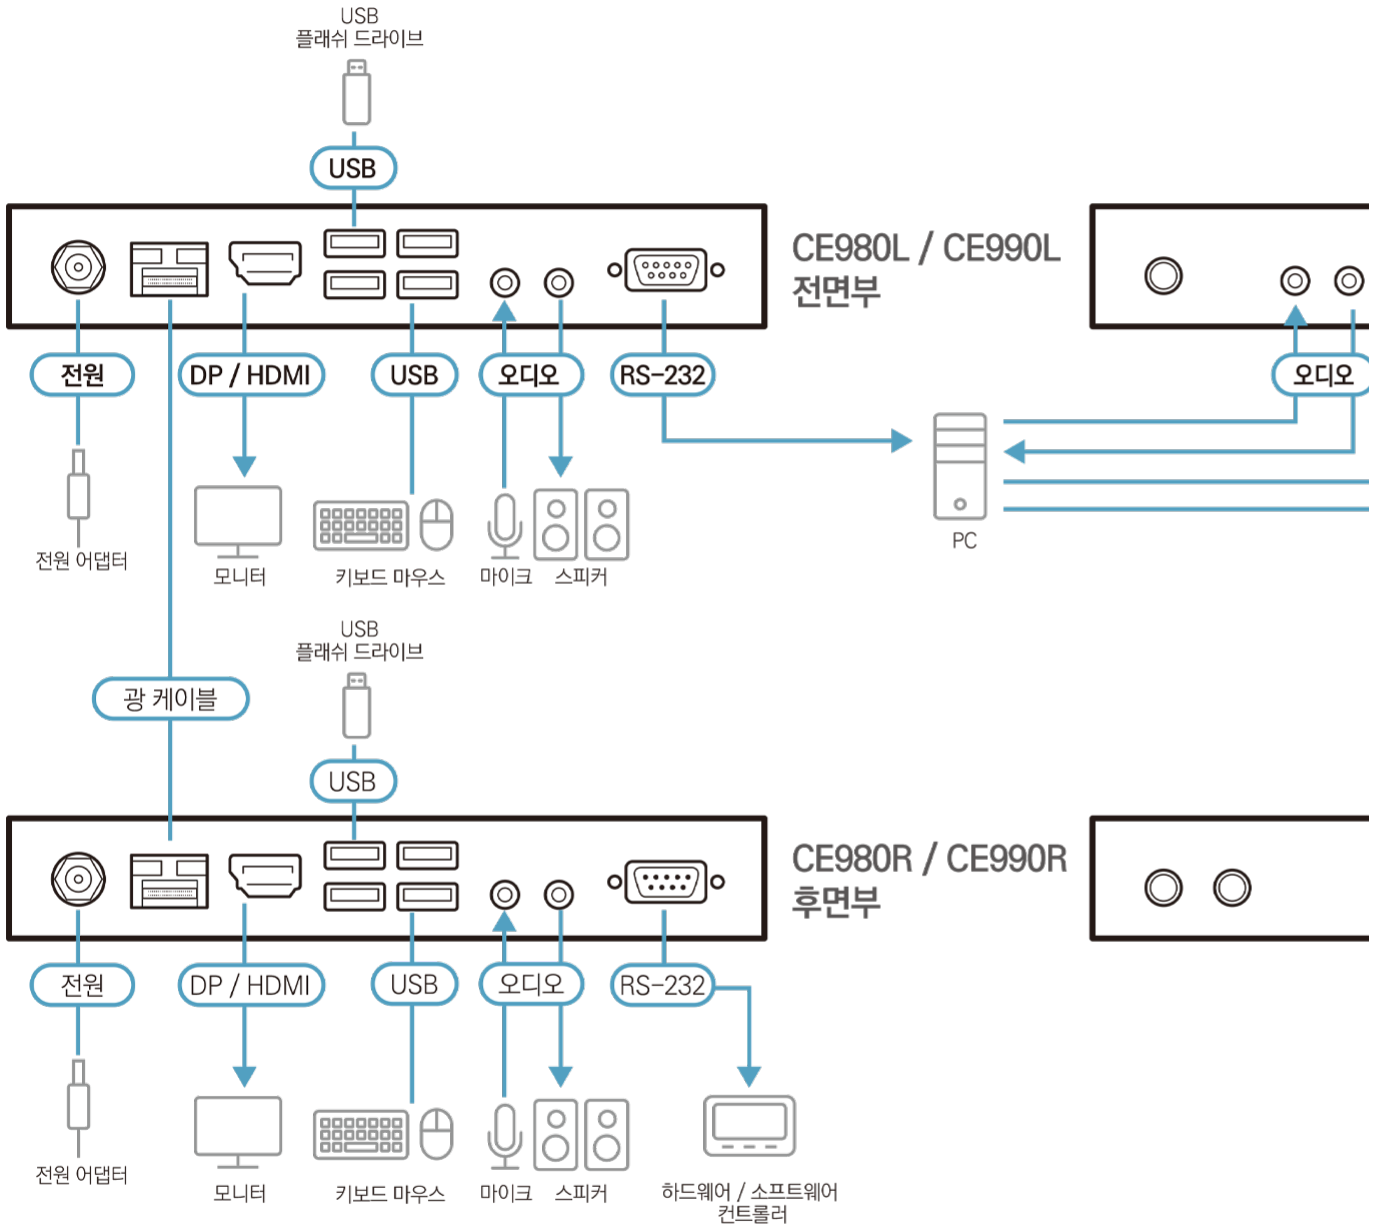 USB
플래쉬 드라이브
USB
CE980L / CE990L
전면부
전원
DP / HDMI
USB
오디오
RS-232
오디오
PC
전원 어댑터
모니터
키보드 마우스
마이크
스피커
USB
플래쉬 드라이브
광 케이블
USB
CE980R / CE990R
후면부
전원
DP / HDMI
USB
오디오
RS-232
전원 어댑터
모니터
키보드 마우스
마이크
스피커
하드웨어 / 소프트웨어
컨트롤러